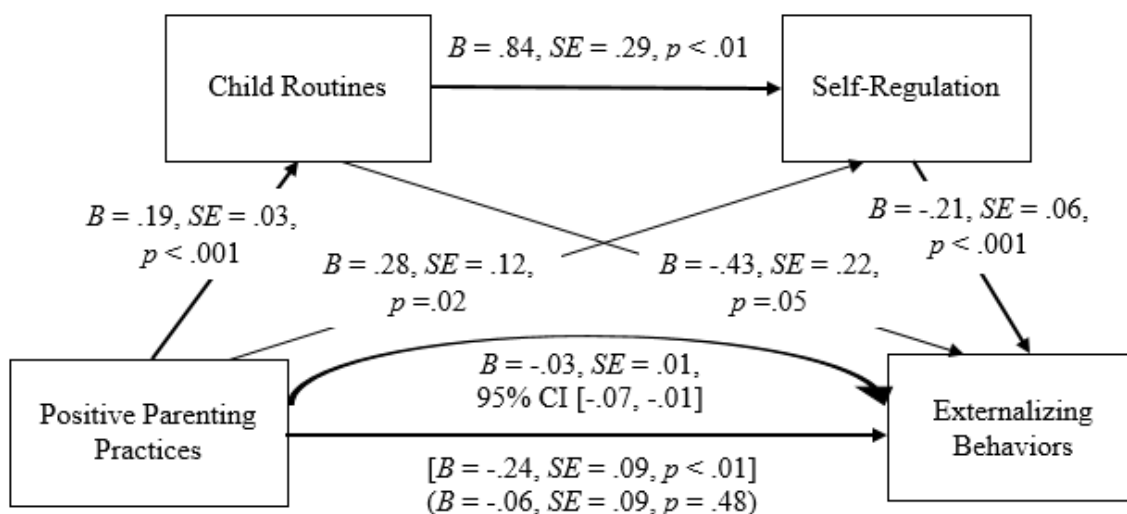 B = .84, SE = .29, p < .01
Child Routines
Self-Regulation
B = .19, SE = .03,
p < .001
B = -.21, SE = .06,
p < .001
B = .28, SE = .12,
p =.02
B = -.43, SE = .22,
p =.05
Positive Parenting
Practices
B = -.03, SE = .01,
95% CI [-.07, -.01]
Externalizing
Behaviors
[B = -.24, SE = .09, p < .01]
(B = -.06, SE = .09, p = .48)